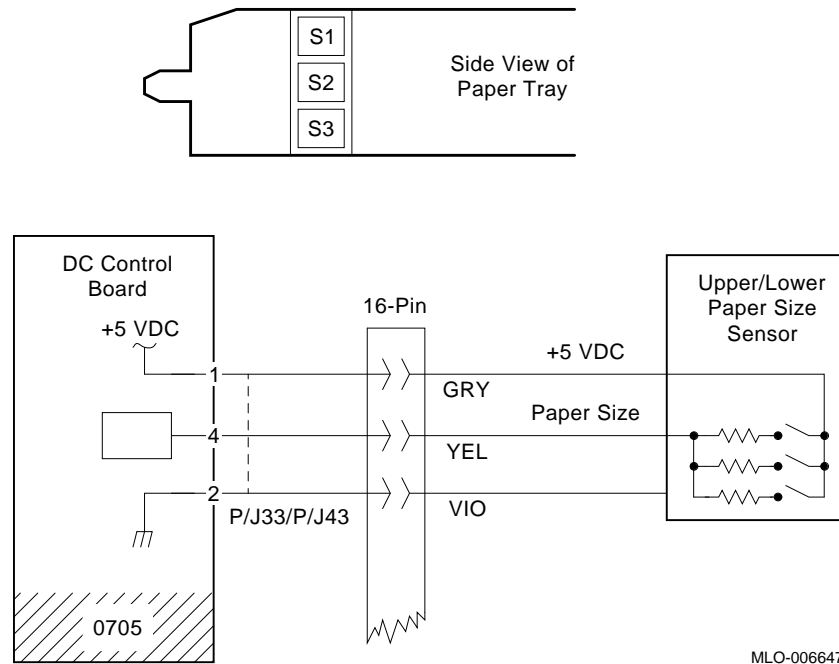 S1
S2
S3
Side View of
Paper Tray
DC Control
Board
+5 VDC
16-Pin
Upper/Lower
Paper Size
Sensor
1
+5 VDC
GRY
4
Paper Size
YEL
2
P/J33/P/J43
VIO
0705
MLO-006647